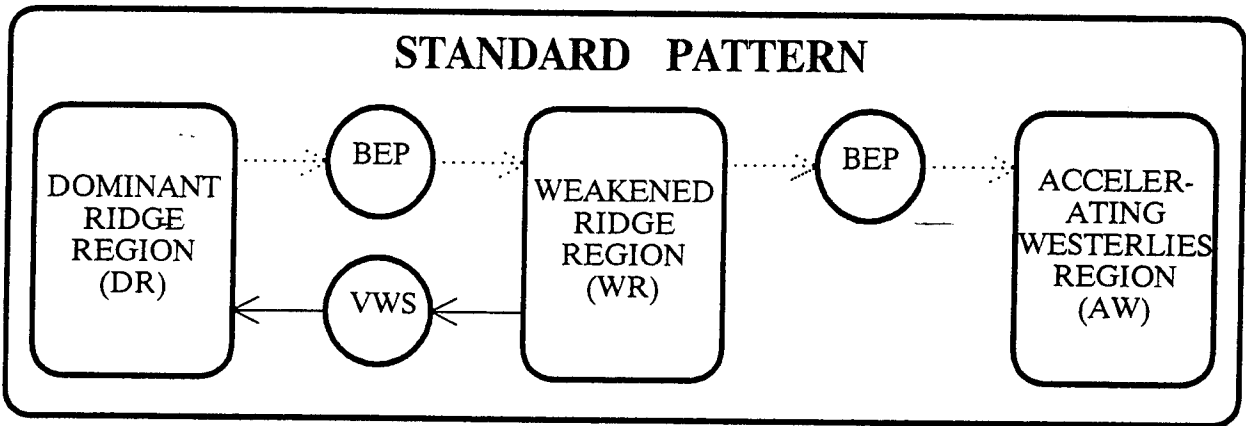 STANDARD PATTERN
DOMINANT
RIDGE
REGION
(DR)
BEP
VWS
WEAKENED
RIDGE
REGION
(WR)
BEP
ACCELER-
ATING
WESTERLIES
REGION
(AW)